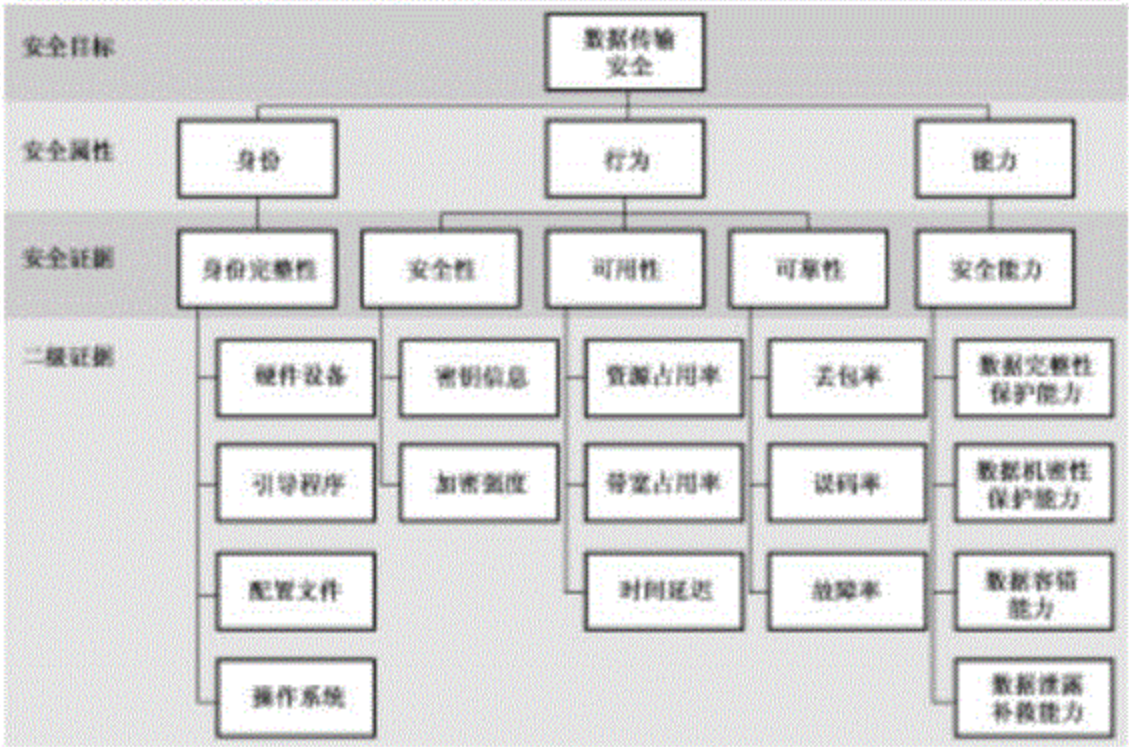 安全目标
数据传输
安全
安全属性
身份
行为
能力
安全证据
身份完整性
安全性
可用性
可靠性
安全能力
二级证据
硬件设备
密钥信息
资源占用率
丢包率
数据完整性
保护能力
引导程序
加密强度
带宽占用率
误码率
数据机密性
保护能力
配置文件
时间延迟
故障率
数据容错
能力
操作系统
数据泄露
补救能力